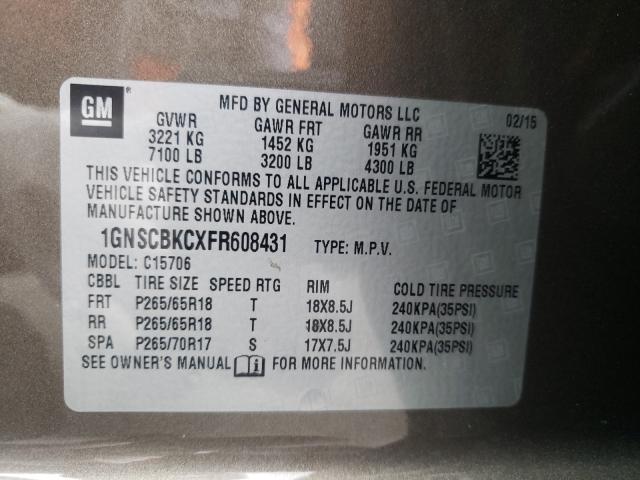 GM ®
MFD BY GENERAL MOTORS LLC 02/15
GVWR GAWR FRT GAWR RR
3221 KG 1452 KG 1951 KG
7100 LB 3200 LB 4300 LB
THIS VEHICLE CONFORMS TO ALL APPLICABLE U.S. FEDERAL MOTOR
VEHICLE SAFETY STANDARDS IN EFFECT ON THE DATE OF
MANUFACTURE SHOWN ABOVE.
1GNSCBKCXFR608431 TYPE: M.P.V.
MODEL: C15706
CBBL TIRE SIZE SPEED RTG RIM COLD TIRE PRESSURE
FRT P265/65R18 T 18X8.5J 240KPA(35PSI)
RR P265/65R18 T 18X8.5J 240KPA(35PSI)
SPA P265/70R17 S 17X7.5J 240KPA(35PSI)
SEE OWNER'S MANUAL i FOR MORE INFORMATION.